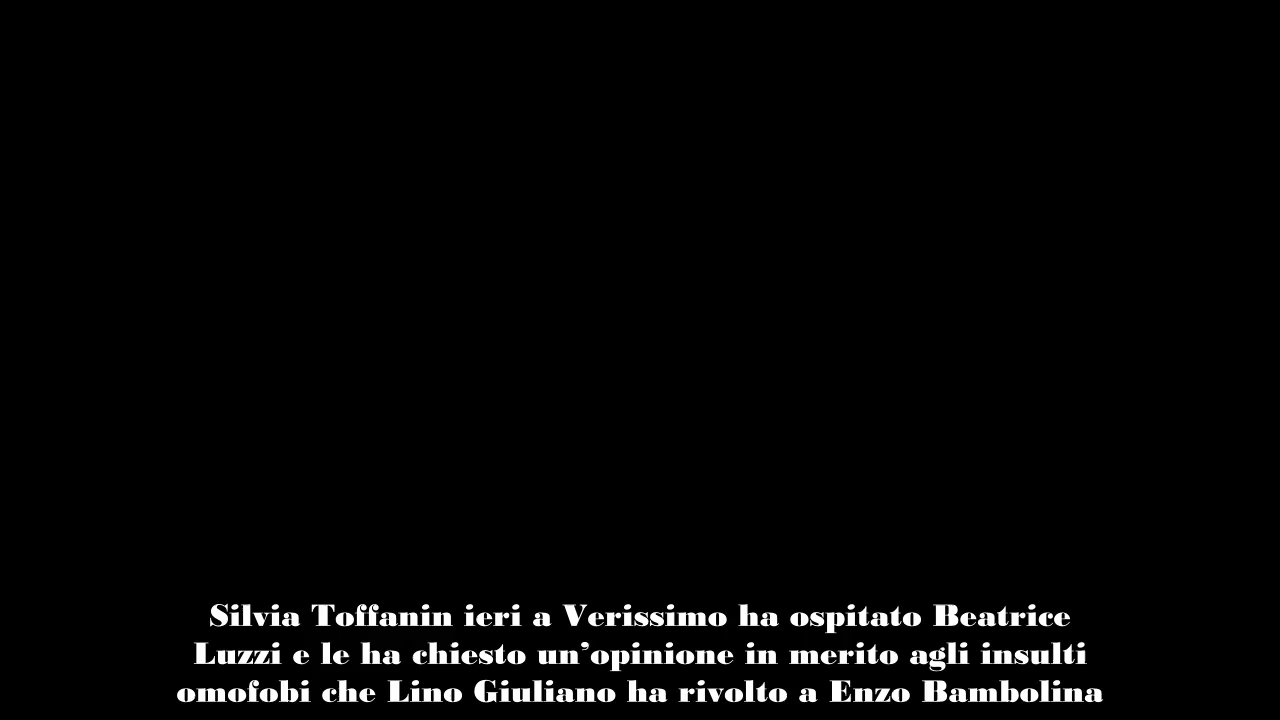 Silvia Toffanin ieri a Verissimo ha ospitato Beatrice
Luzzi e le ha chiesto un’opinione in merito agli insulti
omofobi che Lino Giuliano ha rivolto a Enzo Bambolina